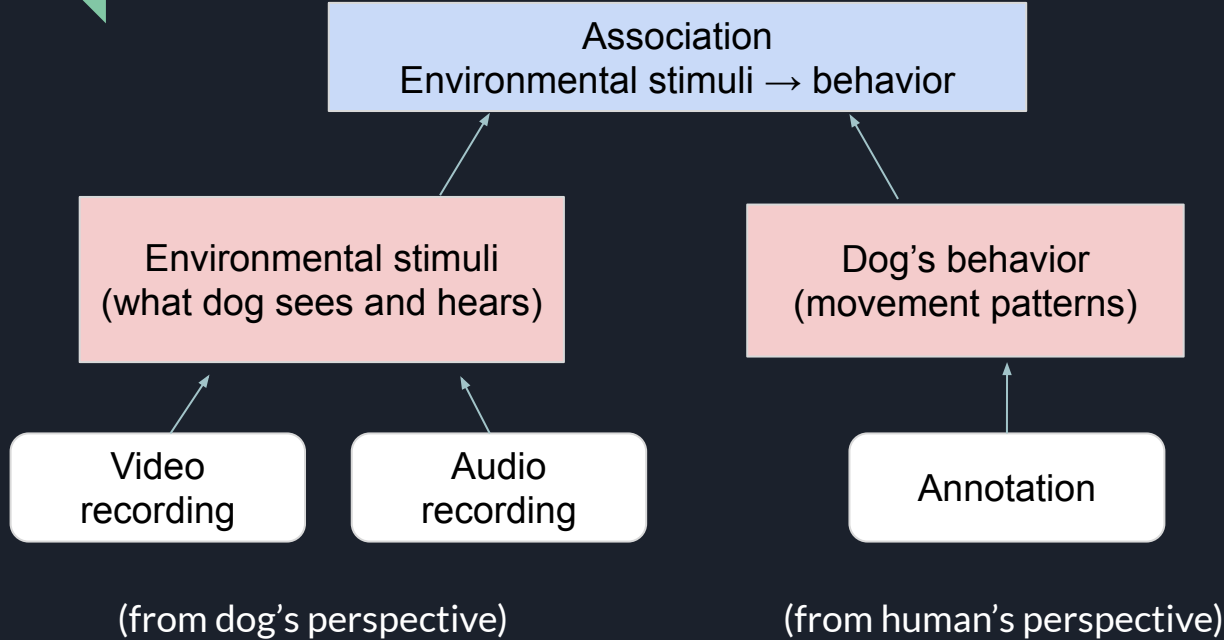 Association
Environmental stimuli → behavior
Environmental stimuli
(what dog sees and hears)
Dog’s behavior
(movement patterns)
Video
recording
Audio
recording
Annotation
(from dog’s perspective)
(from human’s perspective)